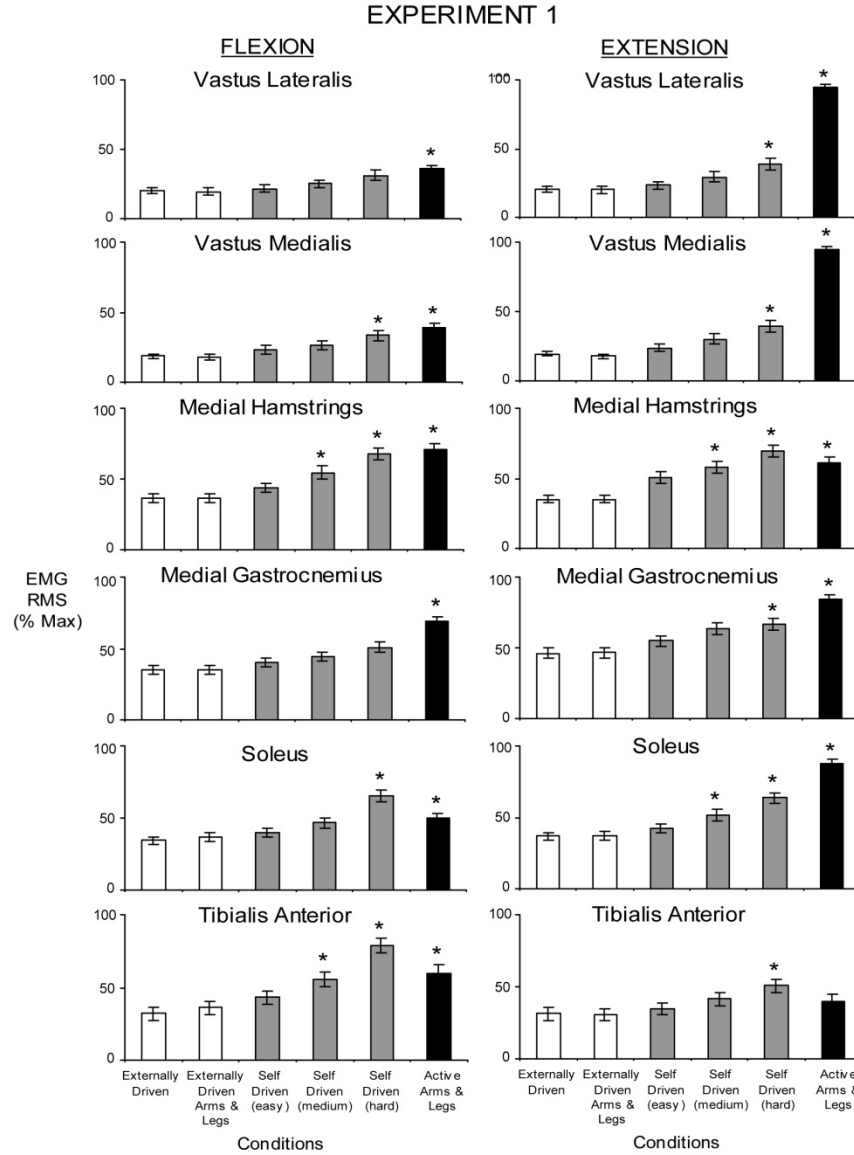 EXPERIMENT 1
FLEXION
Vastus Lateralis
100
50
0
*
Vastus Medialis
100
50
0
* *
Medial Hamstrings
100
50
0
* * *
Medial Gastrocnemius
100
50
0
*
Soleus
100
50
0
* *
Tibialis Anterior
100
50
0
* * *
EMG
RMS
(% Max)
Externally Driven
Externally Driven Arms & Legs
Self Driven (easy)
Self Driven (medium)
Self Driven (hard)
Active Arms & Legs
Conditions
EXTENSION
Vastus Lateralis
100
50
0
* *
Vastus Medialis
100
50
0
* *
Medial Hamstrings
100
50
0
* * *
Medial Gastrocnemius
100
50
0
* *
Soleus
100
50
0
* * *
Tibialis Anterior
100
50
0
*
Externally Driven
Externally Driven Arms & Legs
Self Driven (easy)
Self Driven (medium)
Self Driven (hard)
Active Arms & Legs
Conditions